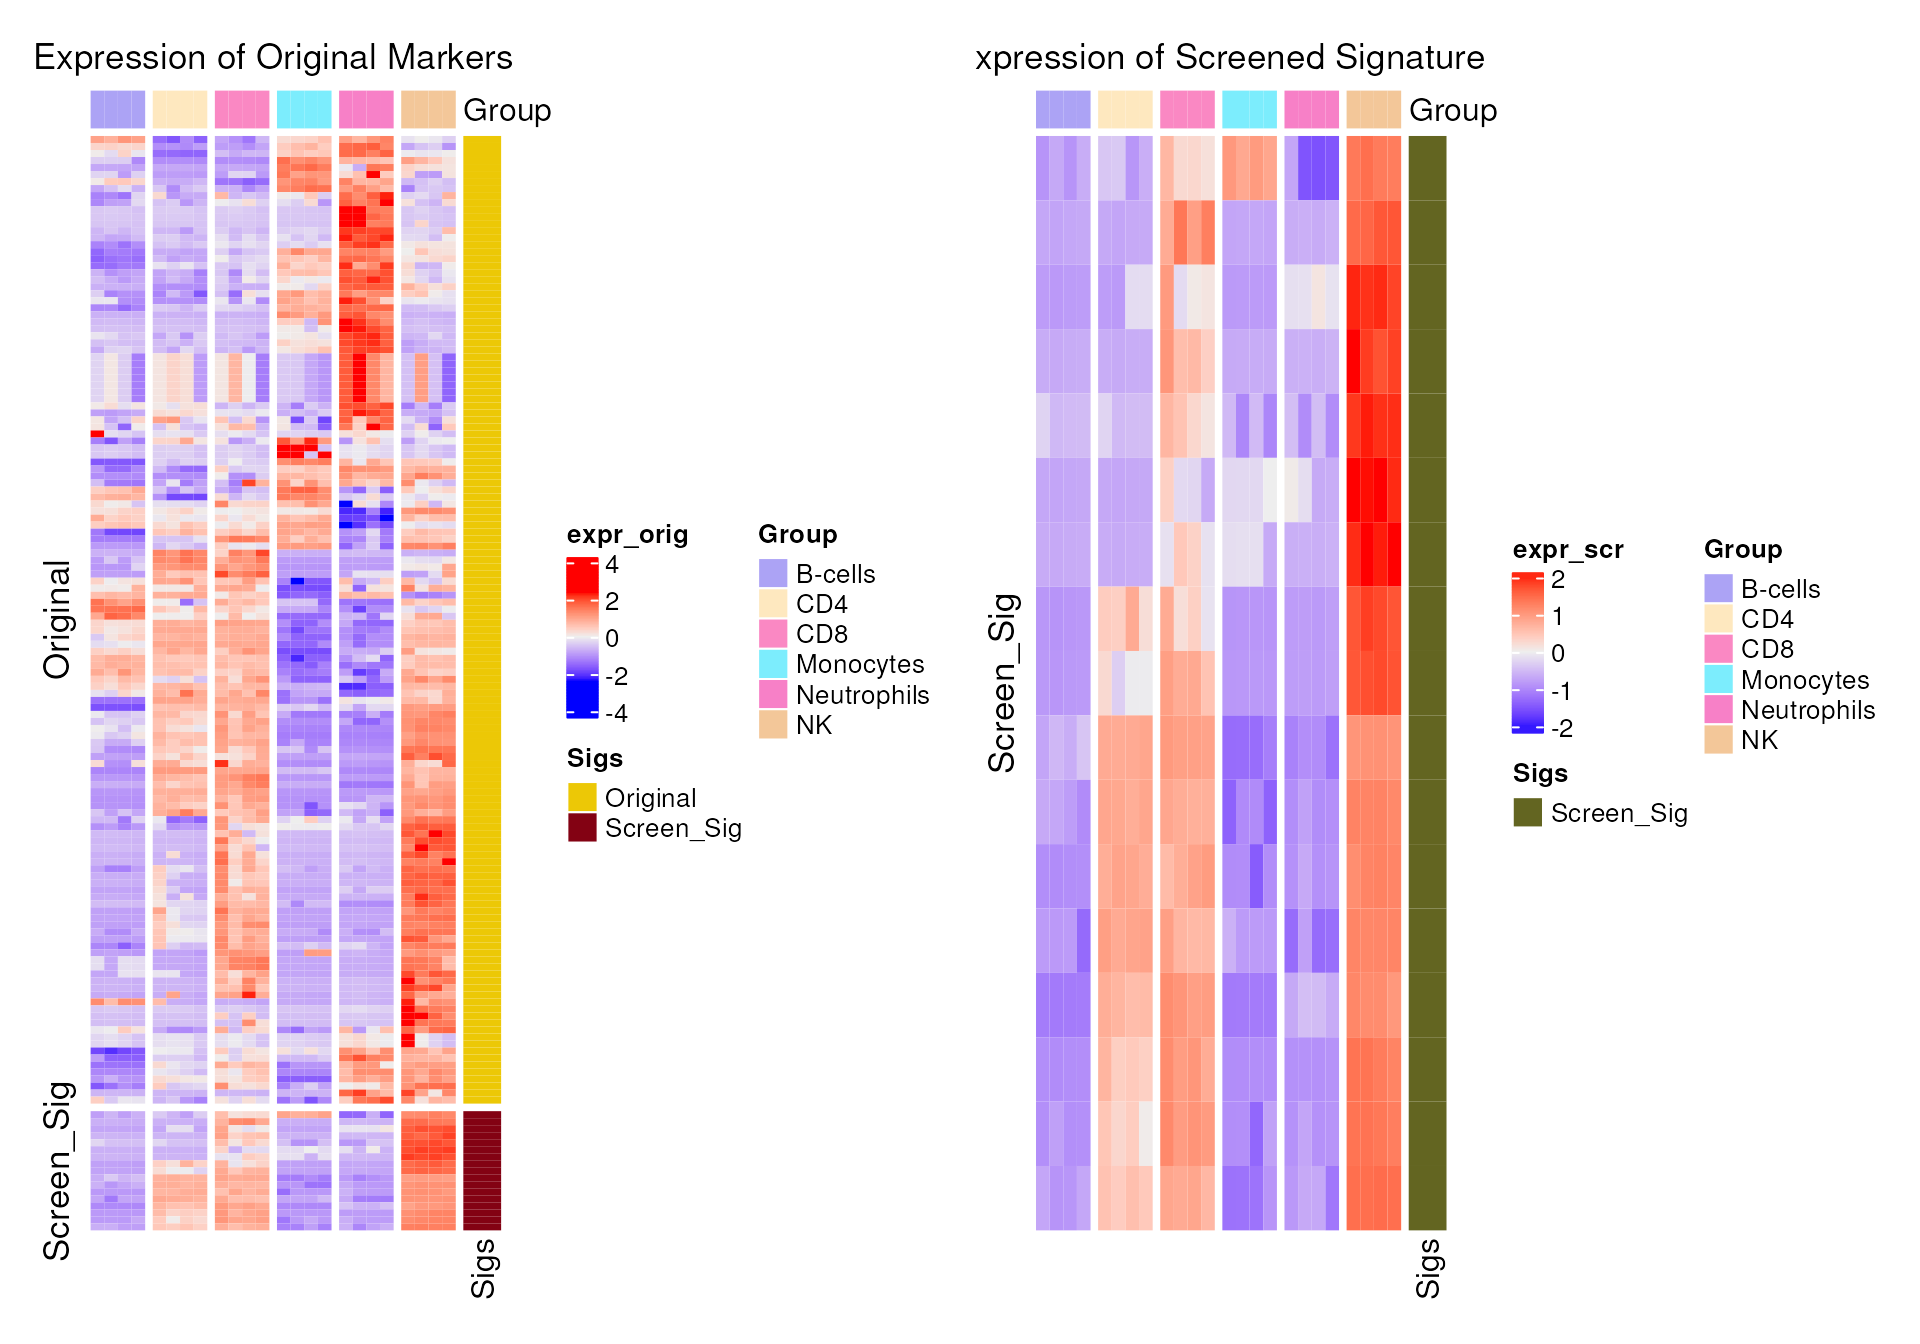 Expression of Original Markers
Group
Original
Screen_Sig
Sigs
expr_orig
4
2
0
-2
-4
Sigs
Original
Screen_Sig
Group
B-cells
CD4
CD8
Monocytes
Neutrophils
NK
xpression of Screened Signature
Group
Screen_Sig
Sigs
expr_scr
2
1
0
-1
-2
Sigs
Screen_Sig
Group
B-cells
CD4
CD8
Monocytes
Neutrophils
NK